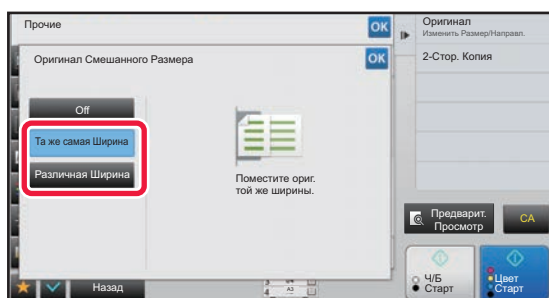 Прочие
OK
Оригинал Смешанного Размера
OK
Off
Та же самая Ширина
Различная Ширина
Поместите ориг.
той же ширины.
Назад
A3
Оригинал
Изменить Размер/Направл.
2-Стор. Копия
Предварит.
Просмотр
CA
Ч/Б
Старт
Цвет
Старт